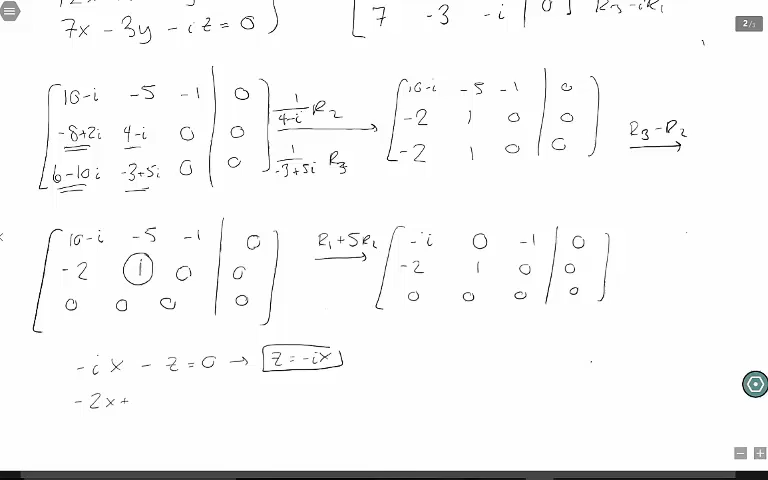 7x - 3y - iz = 0
7 -3 -i | 0 R3-iR1
2/3
10-i -5 -1 | 0
-8+2i 4-i 0 | 0
6-10i -3+5i 0 | 0
1/(4-i) R2
1/(-3+5i) R3
10-i -5 -1 | 0
-2 1 0 | 0
-2 1 0 | 0
R3-R2
10-i -5 -1 | 0
-2 1 0 | 0
0 0 0 | 0
R1+5R2
-i 0 -1 | 0
-2 1 0 | 0
0 0 0 | 0
-ix - z = 0 → z = -ix
-2x +